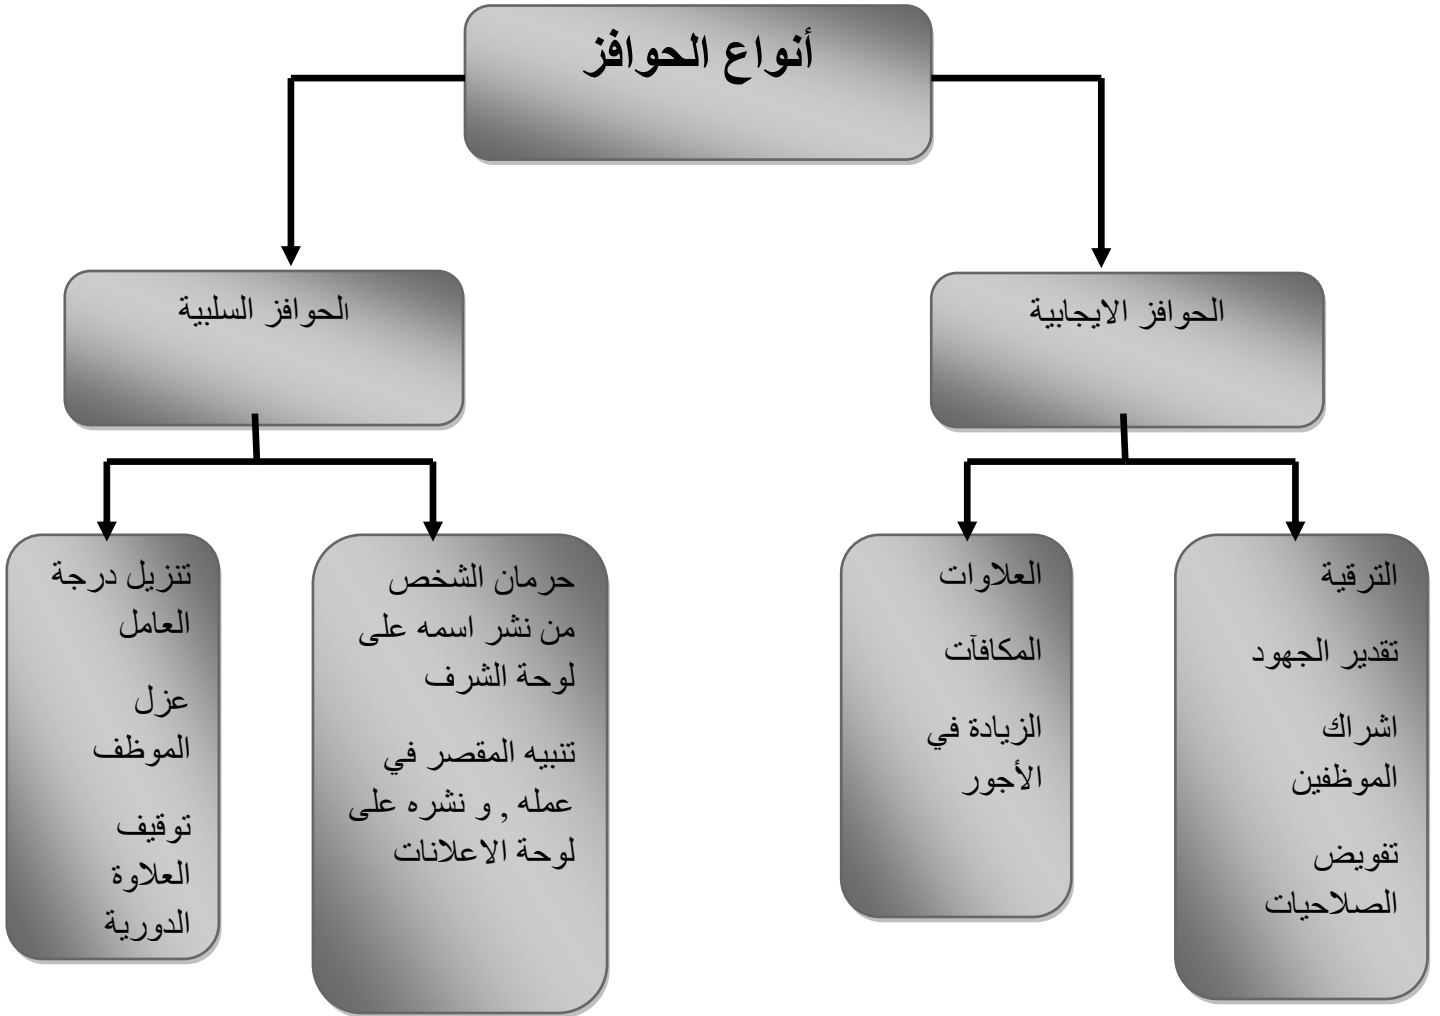 أنواع الحوافز
الحوافز الايجابية
الحوافز السلبية
الترقية
تقدير الجهود
اشراك
الموظفين
تفويض
الصلاحيات
العلاوات
المكافآت
الزيادة في
الأجور
حرمان الشخص
من نشر اسمه على
لوحة الشرف
تنبيه المقصر في
عمله , و نشره على
لوحة الاعلانات
تنزيل درجة
العامل
عزل
الموظف
توقيف
العلاوة
الدورية